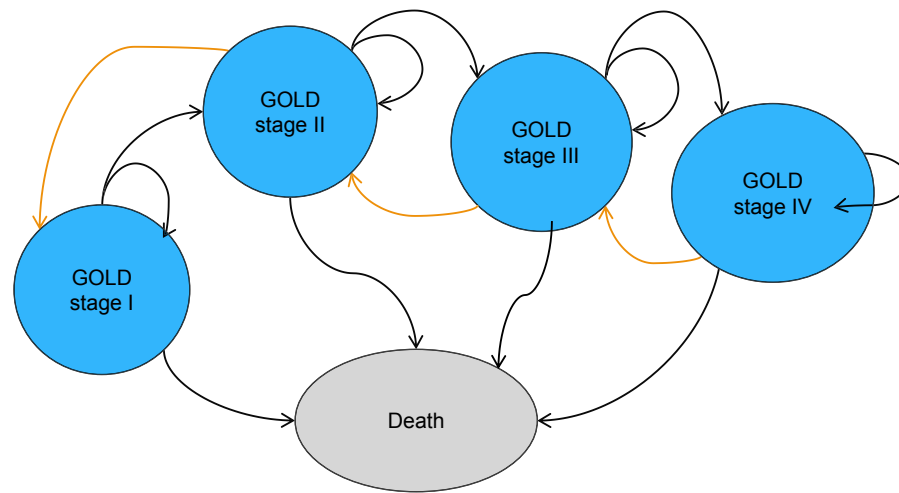 GOLD
stage I
GOLD
stage II
GOLD
stage III
GOLD
stage IV
Death